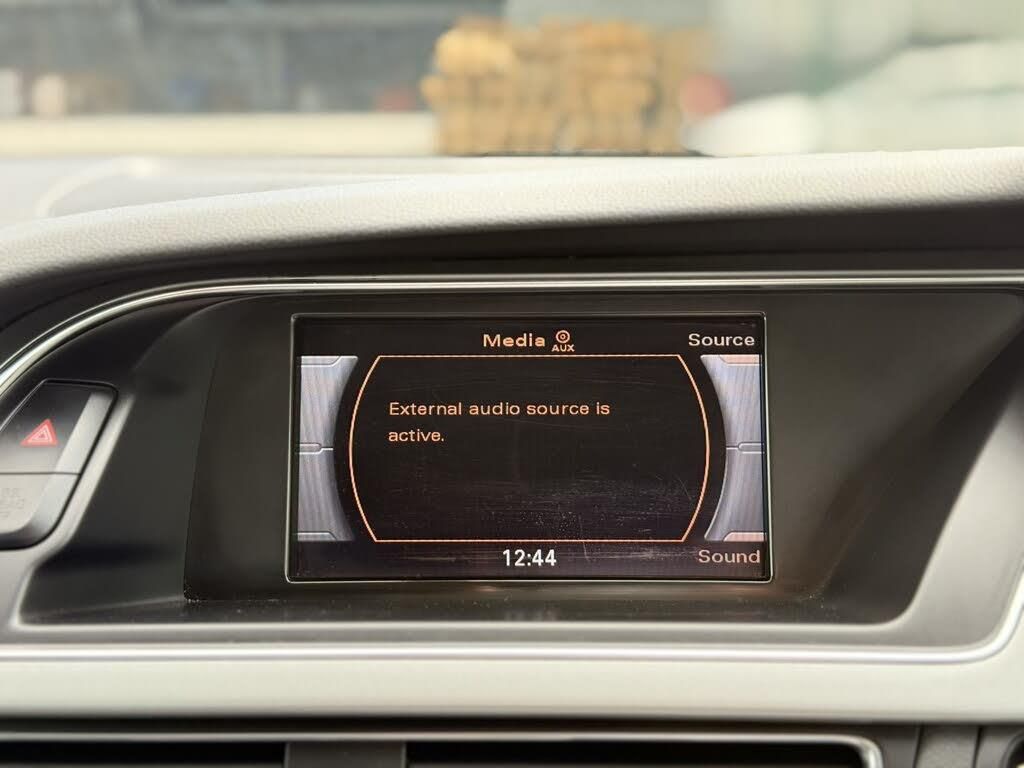 Media AUX Source
External audio source is
active.
12:44 Sound